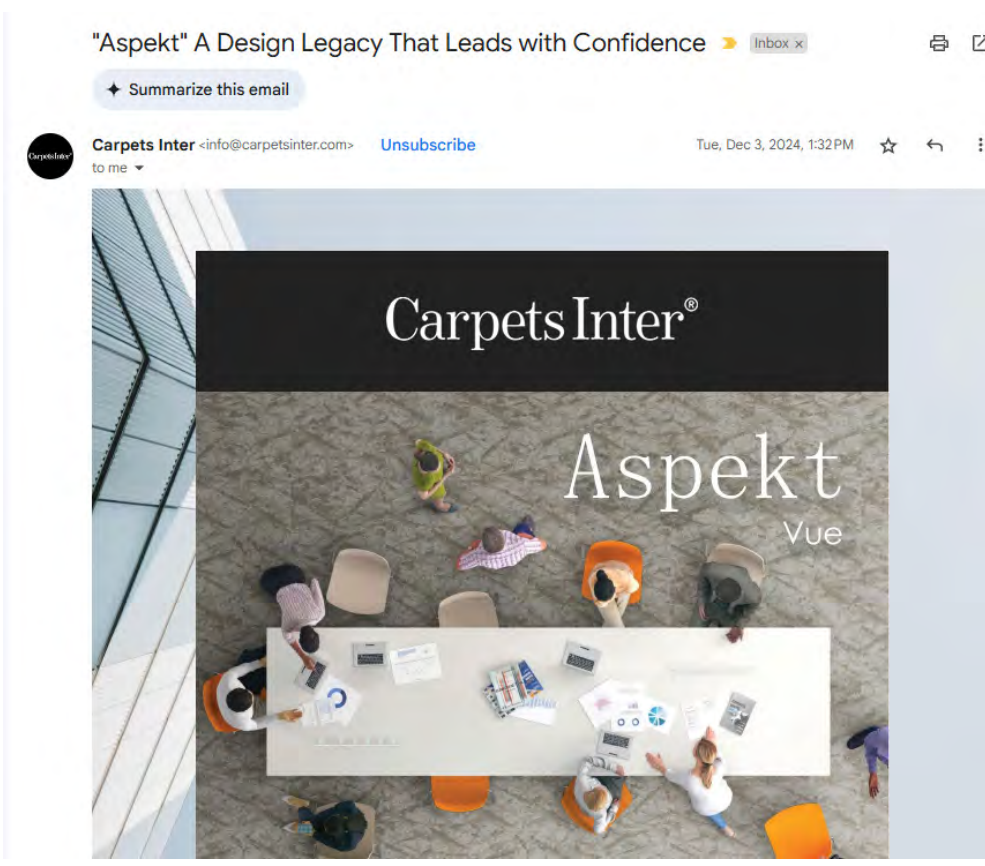 "Aspekt" A Design Legacy That Leads with Confidence Inbox x
Summarize this email
Carpets Inter <info@carpetsinter.com> Unsubscribe Tue, Dec 3, 2024, 1:32 PM
CarpetsInter®
to me
Carpets Inter®
Aspekt
Vue